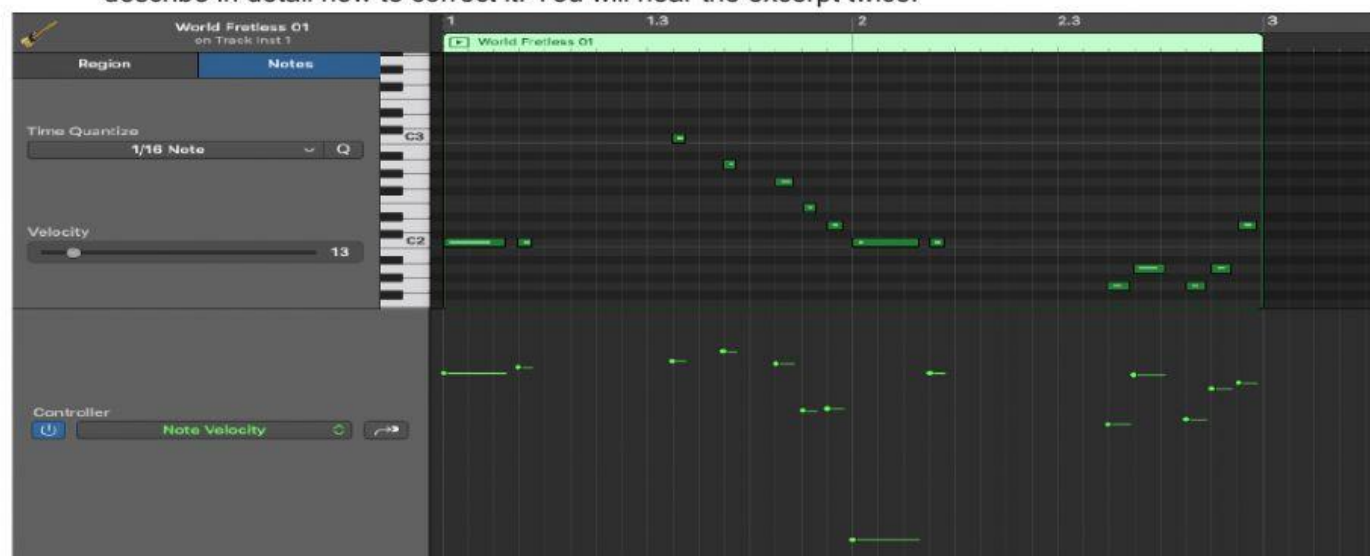 describe in detail how to correct it. You will hear the excerpt twice.
World Fretless 01
on Track Inst 1
1 1.3 2 2.3 3
World Fretless 01
Region Notes
Time Quantize
1/16 Note Q
C3
Velocity
13
C2
Controller
Note Velocity